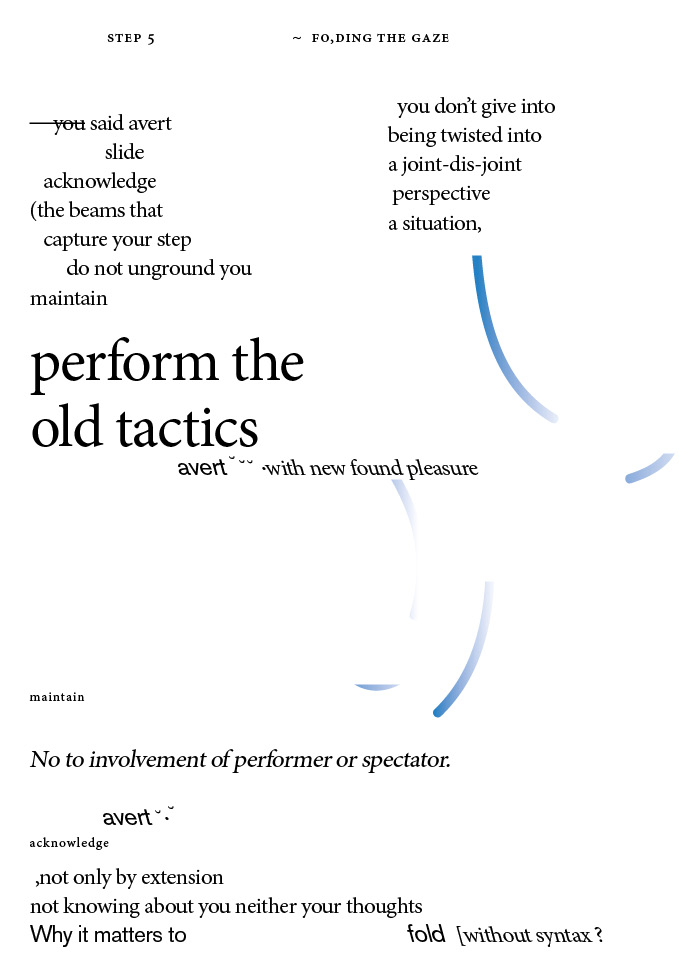 STEP 5
~ FO,DING THE GAZE
—you said avert
slide
acknowledge
(the beams that
capture your step
do not unground you
maintain
you don’t give into
being twisted into
a joint-dis-joint
perspective
a situation,
perform the
old tactics
avert ˘ ˘˘ ·with new found pleasure
maintain
No to involvement of performer or spectator.
avert ˘·˘
acknowledge
,not only by extension
not knowing about you neither your thoughts
Why it matters to fold [without syntax ?